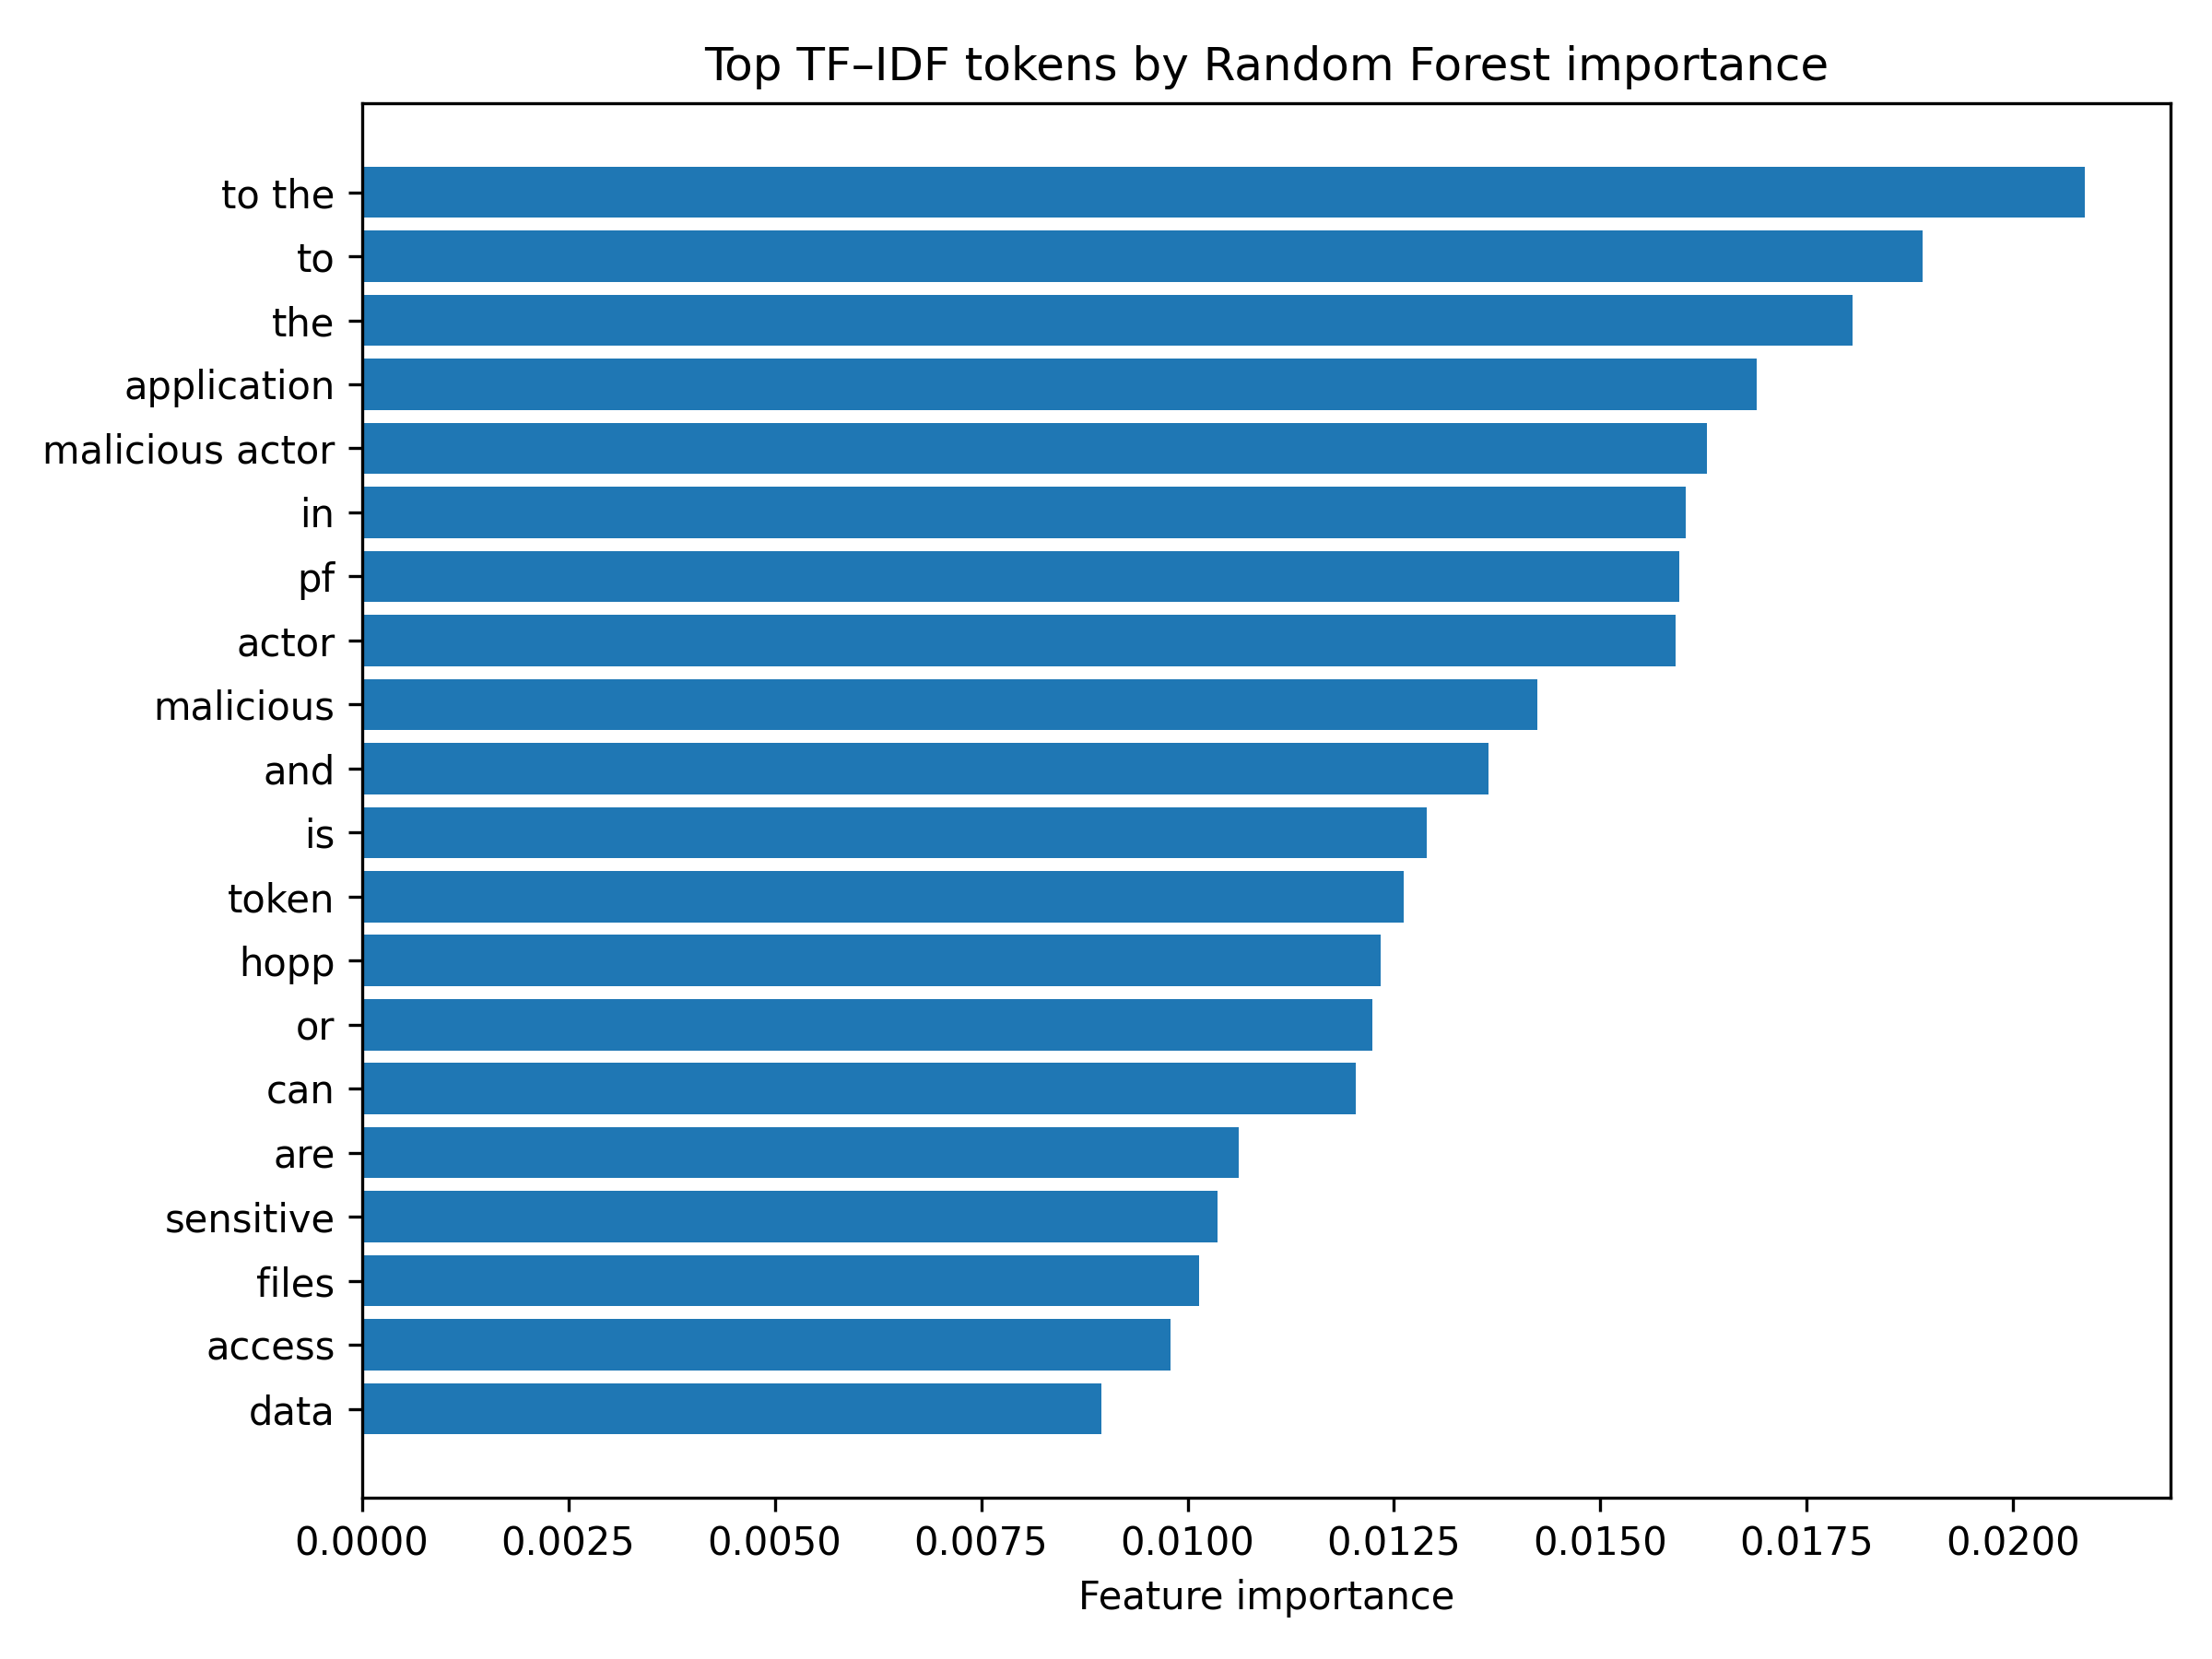 Top TF–IDF tokens by Random Forest importance
to the
to
the
application
malicious actor
in
pf
actor
malicious
and
is
token
hopp
or
can
are
sensitive
files
access
data
0.0000 0.0025 0.0050 0.0075 0.0100 0.0125 0.0150 0.0175 0.0200
Feature importance